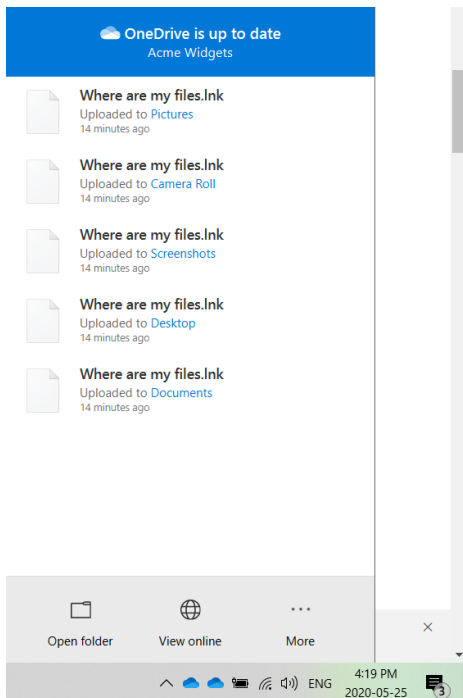 OneDrive is up to date
Acme Widgets
Where are my files.lnk
Uploaded to Pictures
14 minutes ago
Where are my files.lnk
Uploaded to Camera Roll
14 minutes ago
Where are my files.lnk
Uploaded to Screenshots
14 minutes ago
Where are my files.lnk
Uploaded to Desktop
14 minutes ago
Where are my files.lnk
Uploaded to Documents
14 minutes ago
Open folder View online More
ENG 4:19 PM
2020-05-25 3